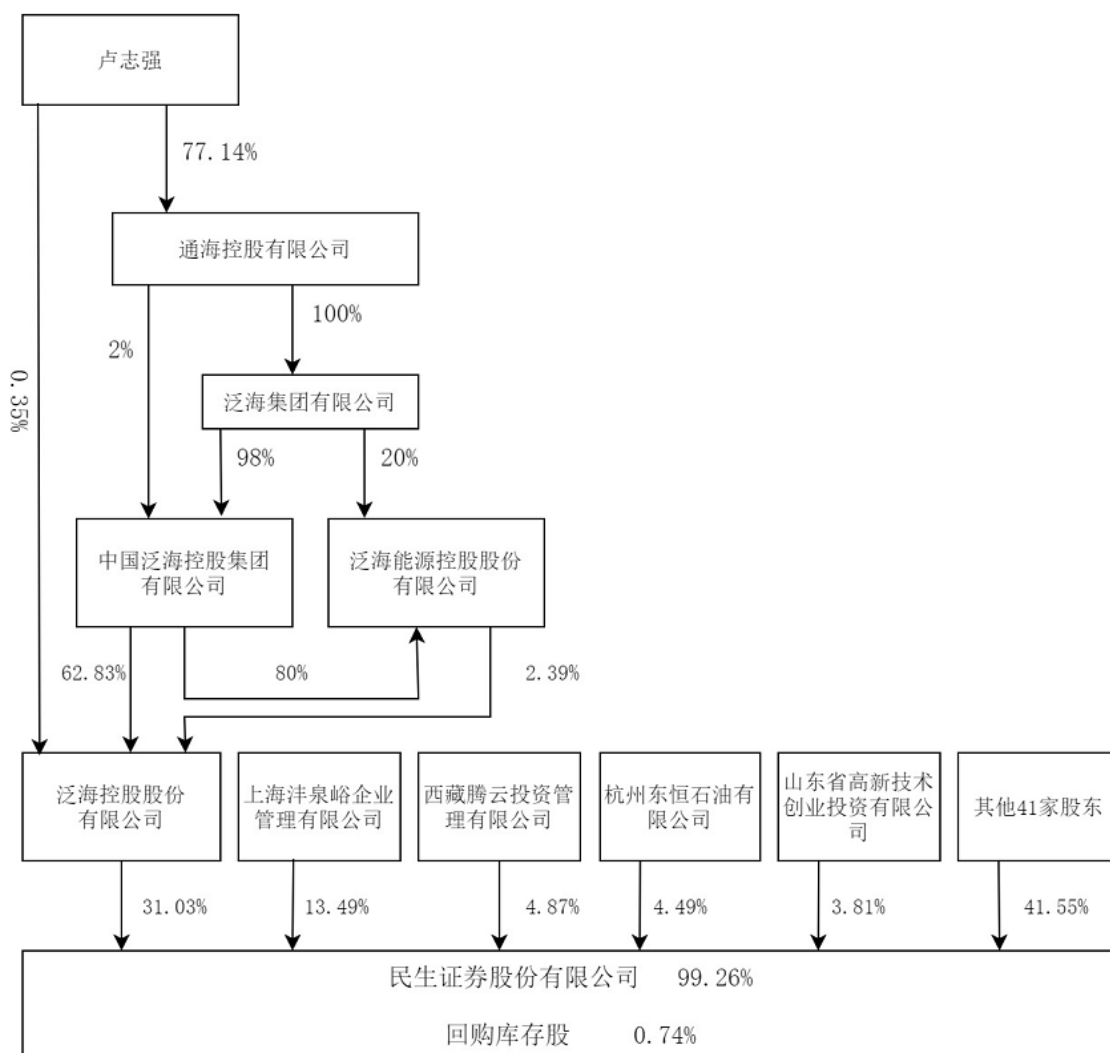 卢志强
77.14%
通海控股有限公司
100%
2%
0.35%
泛海集团有限公司
98%
20%
中国泛海控股集团
有限公司
泛海能源控股股份
有限公司
62.83%
80%
2.39%
泛海控股股份
有限公司
上海沣泉峪企业
管理有限公司
西藏腾云投资管
理有限公司
杭州东恒石油有
限公司
山东省高新技术
创业投资有限公
司
其他41家股东
31.03%
13.49%
4.87%
4.49%
3.81%
41.55%
民生证券股份有限公司 99.26%
回购库存股 0.74%